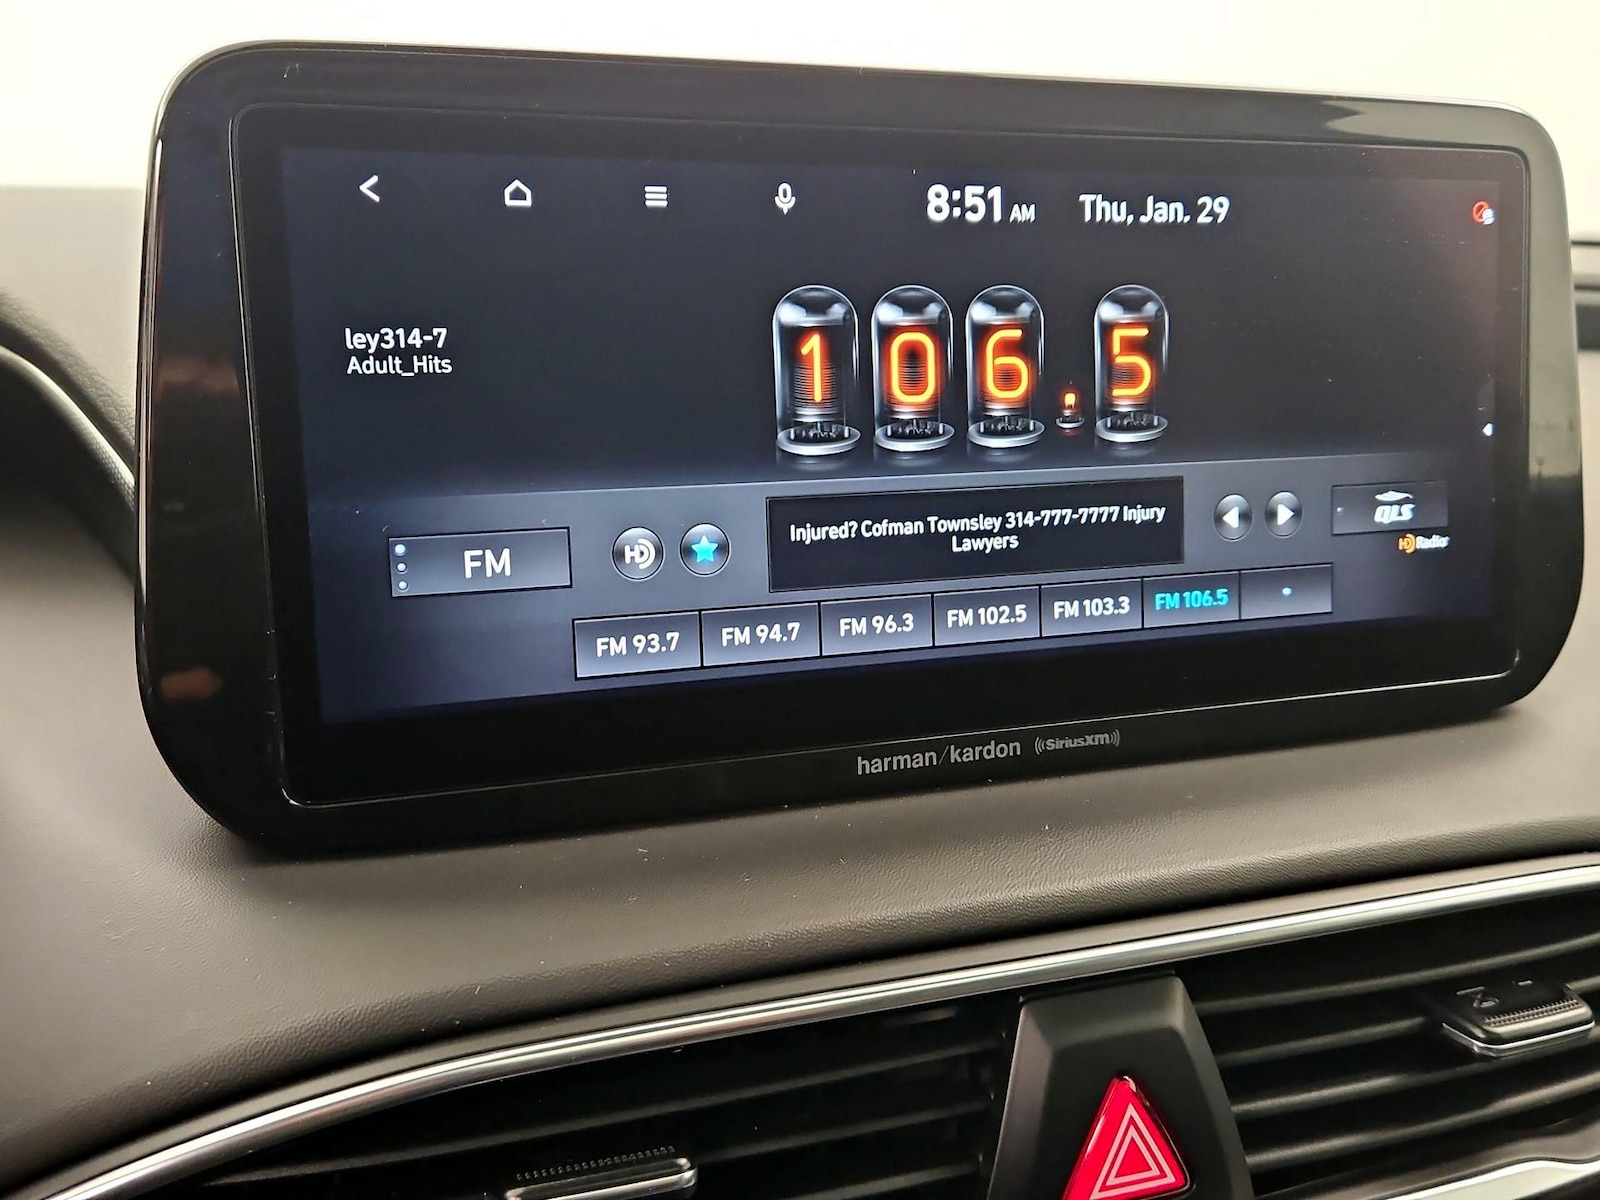 8:51 AM Thu, Jan. 29
ley314-7
Adult_Hits
106.5
FM
HD
Injured? Cofman Townsley 314-777-7777 Injury
Lawyers
QLS
HD Radio
FM 93.7
FM 94.7
FM 96.3
FM 102.5
FM 103.3
FM 106.5
harman/kardon ((SiriusXM))